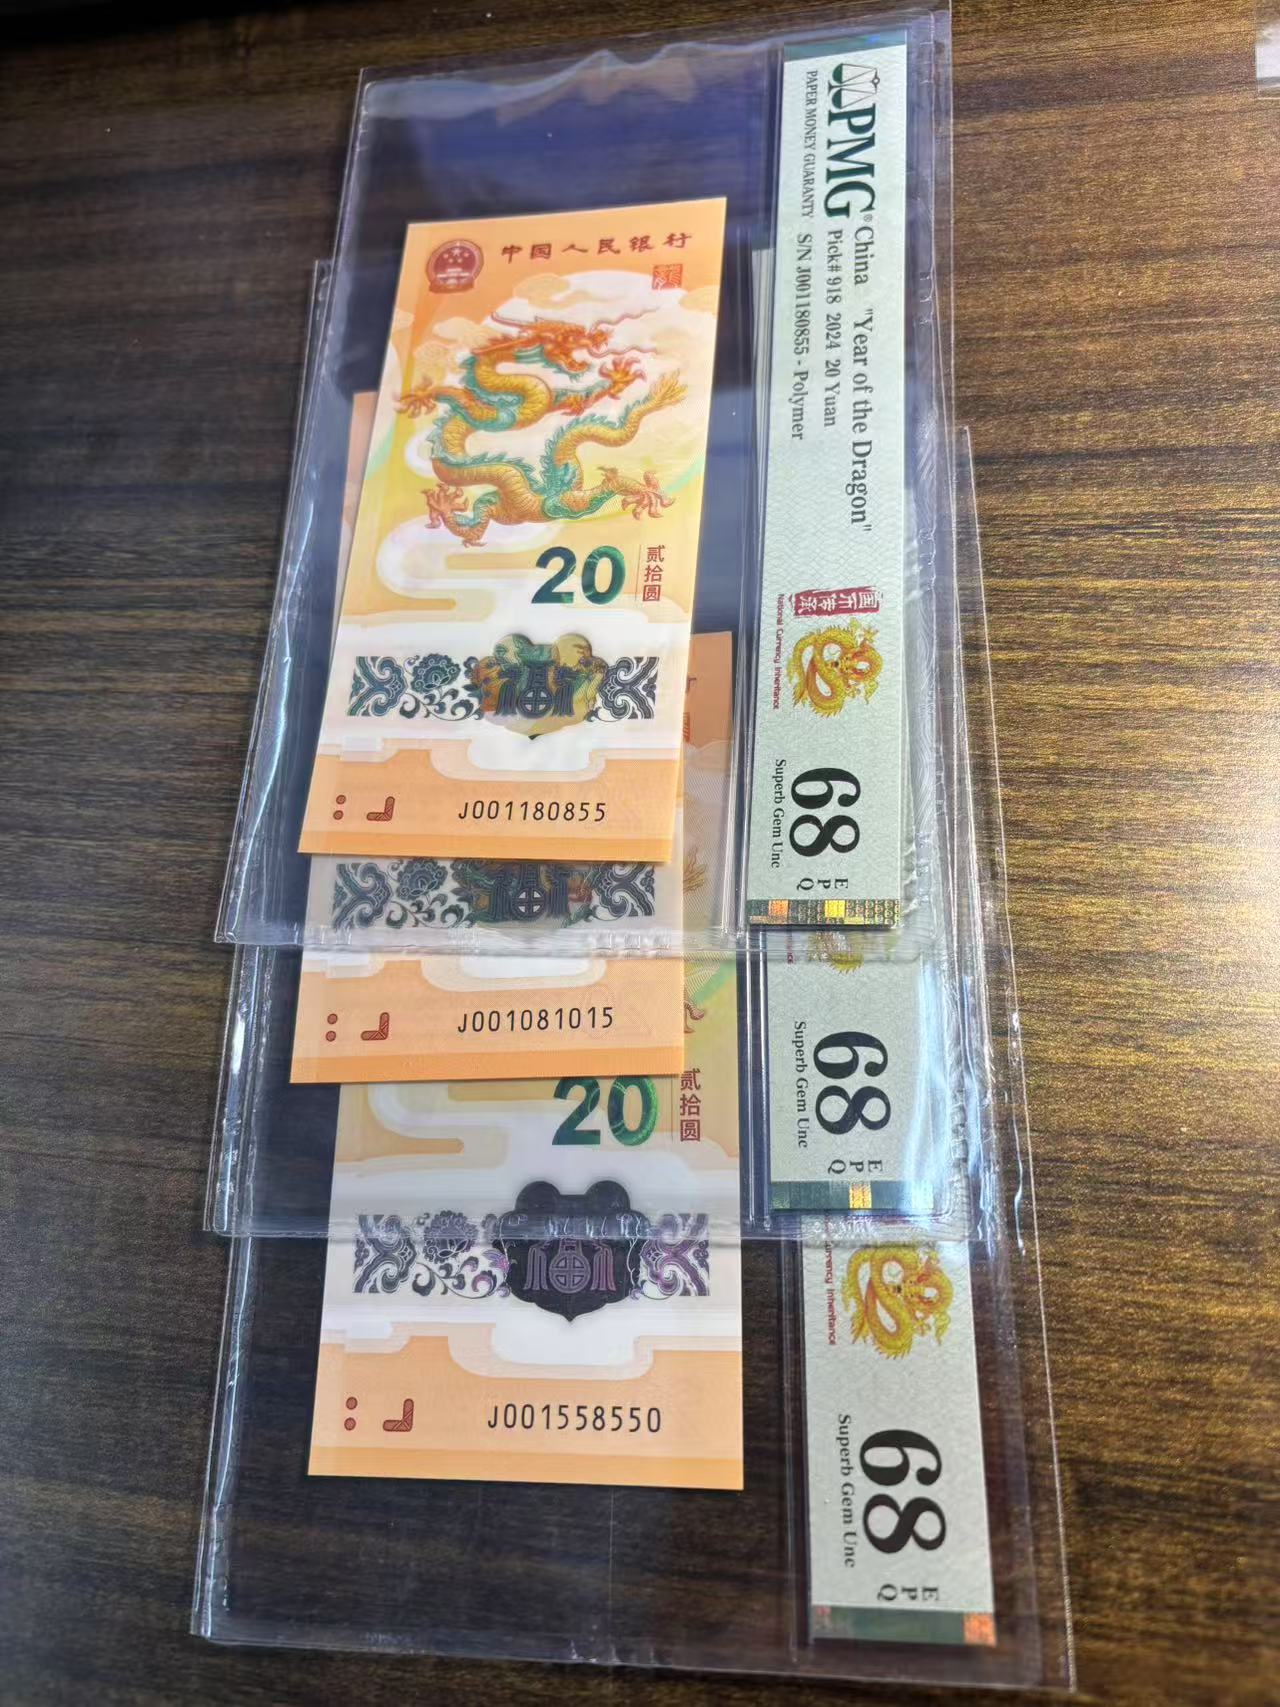 中国人民银行
20
贰拾圆
J001180855
PMG®
PAPER MONEY GUARANTY
China "Year of the Dragon"
Pick# 918 2024 20 Yuan
S/N J001180855 - Polymer
National Currency Inheritance
68
EPQ
Superb Gem Unc
J001081015
68
EPQ
Superb Gem Unc
20
贰拾圆
J001558550
urrency Inheritance
68
EPQ
Superb Gem Unc